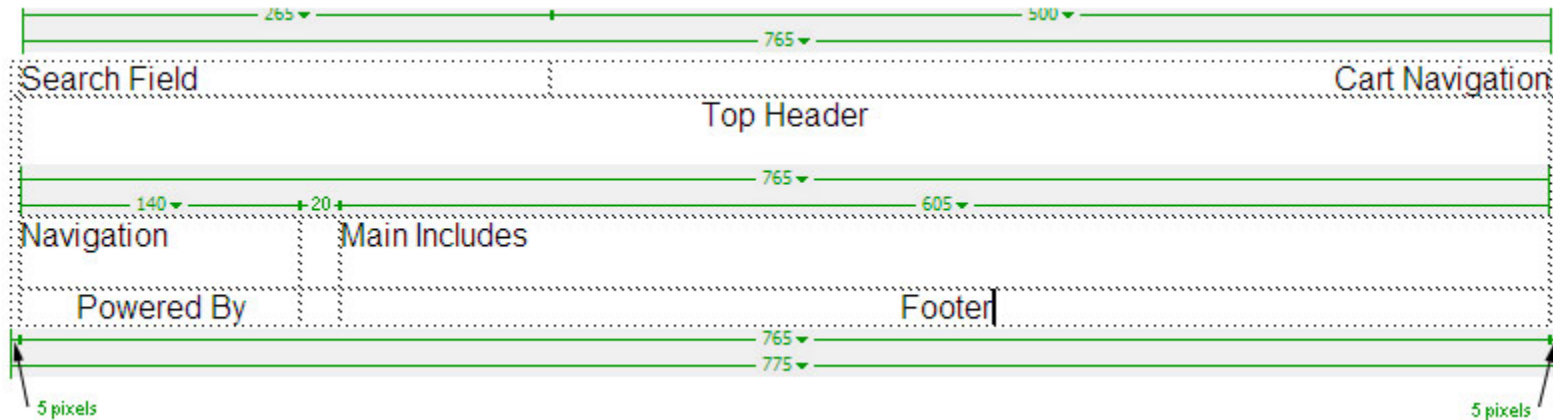 265 500
765
Search Field Cart Navigation
Top Header
765
140 20 605
Navigation Main Includes
Powered By Footer
765
775
5 pixels 5 pixels